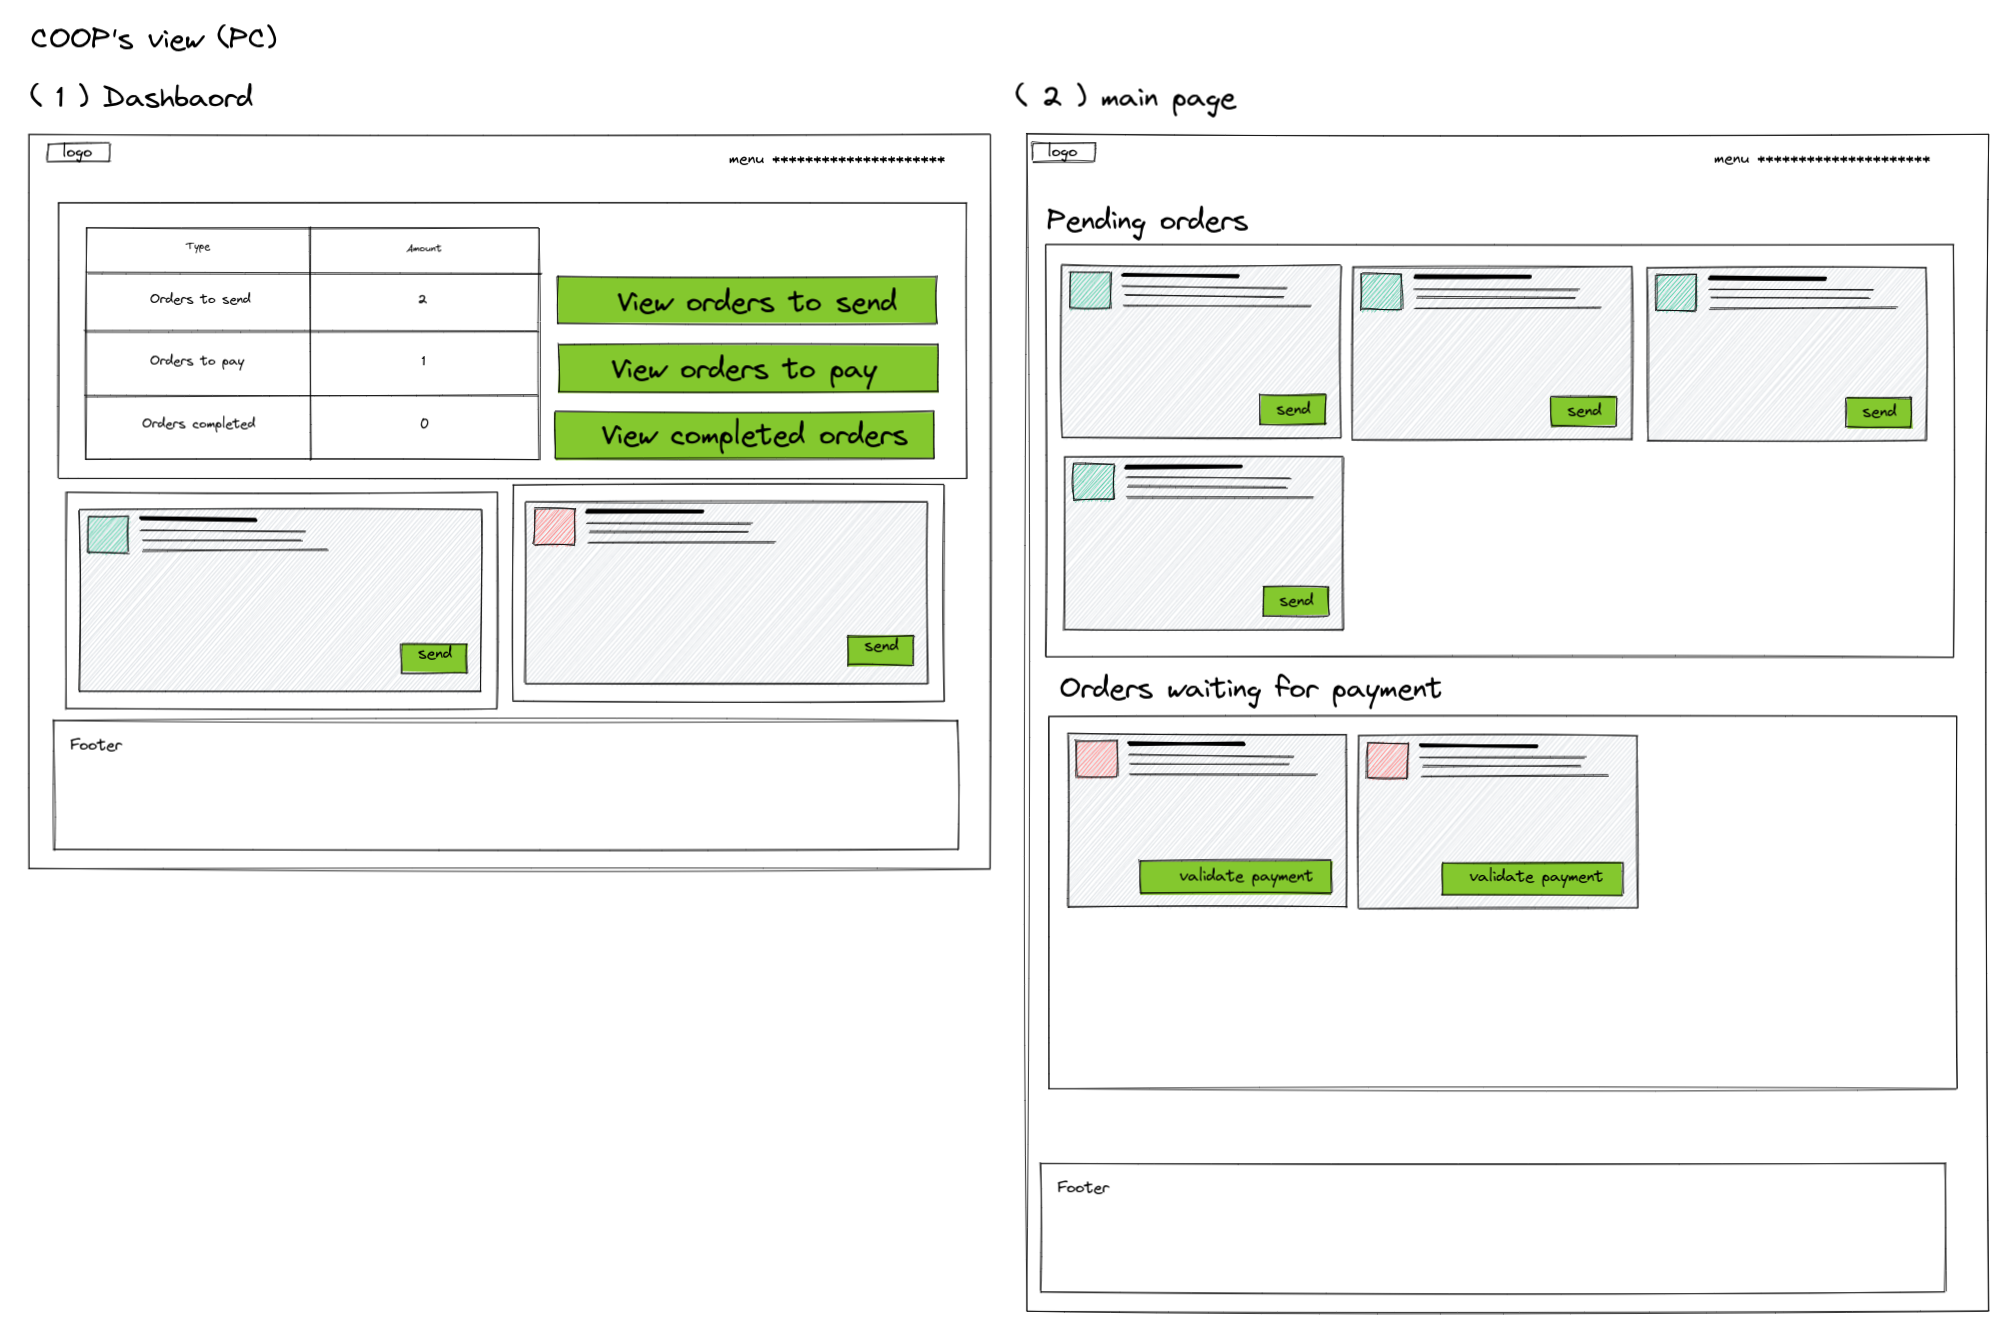 COOP's view (PC)
( 1 ) Dashbaord
logo
menu *********************
Type Amount
Orders to send 2
View orders to send
Orders to pay 1
View orders to pay
Orders completed 0
View completed orders
send
send
Footer
( 2 ) main page
logo
menu *********************
Pending orders
send
send
send
send
Orders waiting for payment
validate payment
validate payment
Footer